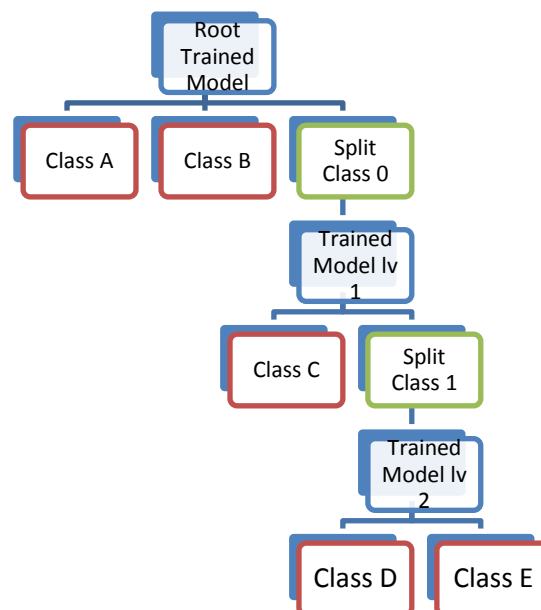 Root
Trained
Model
Class A
Class B
Split
Class 0
Trained
Model lv
1
Class C
Split
Class 1
Trained
Model lv
2
Class D
Class E